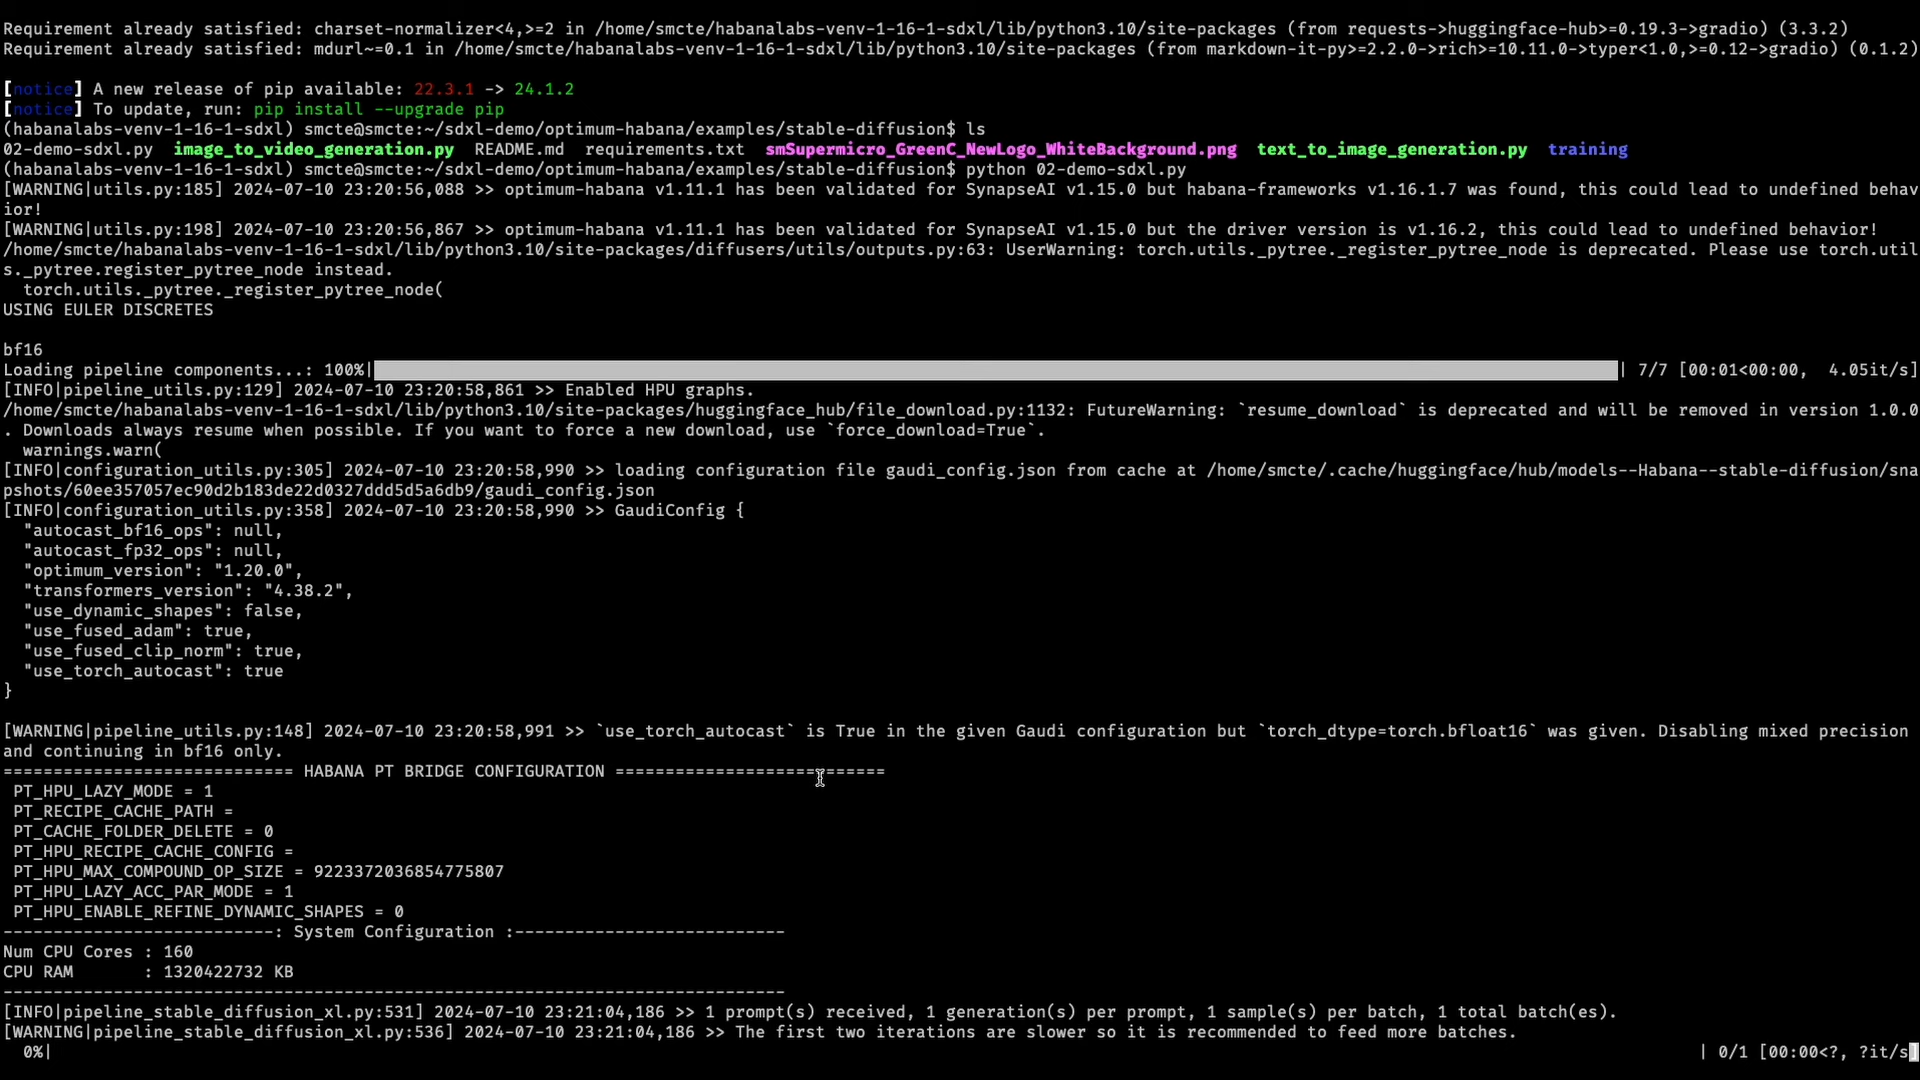 Requirement already satisfied: charset-normalizer<4,>=2 in /home/smcte/habanalabs-venv-1-16-1-sdxl/lib/python3.10/site-packages (from requests->huggingface-hub>=0.19.3->gradio) (3.3.2)
Requirement already satisfied: mdurl~=0.1 in /home/smcte/habanalabs-venv-1-16-1-sdxl/lib/python3.10/site-packages (from markdown-it-py>=2.2.0->rich>=10.11.0->typer<1.0,>=0.12->gradio) (0.1.2)
[notice] A new release of pip available: 22.3.1 -> 24.1.2
[notice] To update, run: pip install --upgrade pip
(habanalabs-venv-1-16-1-sdxl) smcte@smcte:~/sdxl-demo/optimum-habana/examples/stable-diffusion$ ls
02-demo-sdxl.py  image_to_video_generation.py  README.md  requirements.txt  smSupermicro_GreenC_NewLogo_WhiteBackground.png  text_to_image_generation.py  training
(habanalabs-venv-1-16-1-sdxl) smcte@smcte:~/sdxl-demo/optimum-habana/examples/stable-diffusion$ python 02-demo-sdxl.py
[WARNING|utils.py:185] 2024-07-10 23:20:56,088 >> optimum-habana v1.11.1 has been validated for SynapseAI v1.15.0 but habana-frameworks v1.16.1.7 was found, this could lead to undefined behav
ior!
[WARNING|utils.py:198] 2024-07-10 23:20:56,867 >> optimum-habana v1.11.1 has been validated for SynapseAI v1.15.0 but the driver version is v1.16.2, this could lead to undefined behavior!
/home/smcte/habanalabs-venv-1-16-1-sdxl/lib/python3.10/site-packages/diffusers/utils/outputs.py:63: UserWarning: torch.utils._pytree._register_pytree_node is deprecated. Please use torch.util
s._pytree.register_pytree_node instead.
  torch.utils._pytree._register_pytree_node(
USING EULER DISCRETES
bf16
Loading pipeline components...: 100%| | 7/7 [00:01<00:00,  4.05it/s]
[INFO|pipeline_utils.py:129] 2024-07-10 23:20:58,861 >> Enabled HPU graphs.
/home/smcte/habanalabs-venv-1-16-1-sdxl/lib/python3.10/site-packages/huggingface_hub/file_download.py:1132: FutureWarning: `resume_download` is deprecated and will be removed in version 1.0.0
. Downloads always resume when possible. If you want to force a new download, use `force_download=True`.
  warnings.warn(
[INFO|configuration_utils.py:305] 2024-07-10 23:20:58,990 >> loading configuration file gaudi_config.json from cache at /home/smcte/.cache/huggingface/hub/models--Habana--stable-diffusion/sna
pshots/60ee357057ec90d2b183de22d0327ddd5d5a6db9/gaudi_config.json
[INFO|configuration_utils.py:358] 2024-07-10 23:20:58,990 >> GaudiConfig {
  "autocast_bf16_ops": null,
  "autocast_fp32_ops": null,
  "optimum_version": "1.20.0",
  "transformers_version": "4.38.2",
  "use_dynamic_shapes": false,
  "use_fused_adam": true,
  "use_fused_clip_norm": true,
  "use_torch_autocast": true
}
[WARNING|pipeline_utils.py:148] 2024-07-10 23:20:58,991 >> `use_torch_autocast` is True in the given Gaudi configuration but `torch_dtype=torch.bfloat16` was given. Disabling mixed precision
and continuing in bf16 only.
============================= HABANA PT BRIDGE CONFIGURATION ===========================
 PT_HPU_LAZY_MODE = 1
 PT_RECIPE_CACHE_PATH =
 PT_CACHE_FOLDER_DELETE = 0
 PT_HPU_RECIPE_CACHE_CONFIG =
 PT_HPU_MAX_COMPOUND_OP_SIZE = 9223372036854775807
 PT_HPU_LAZY_ACC_PAR_MODE = 1
 PT_HPU_ENABLE_REFINE_DYNAMIC_SHAPES = 0
---------------------------: System Configuration :---------------------------
Num CPU Cores : 160
CPU RAM       : 1320422732 KB
------------------------------------------------------------------------------
[INFO|pipeline_stable_diffusion_xl.py:531] 2024-07-10 23:21:04,186 >> 1 prompt(s) received, 1 generation(s) per prompt, 1 sample(s) per batch, 1 total batch(es).
[WARNING|pipeline_stable_diffusion_xl.py:536] 2024-07-10 23:21:04,186 >> The first two iterations are slower so it is recommended to feed more batches.
  0%| | 0/1 [00:00<?, ?it/s]